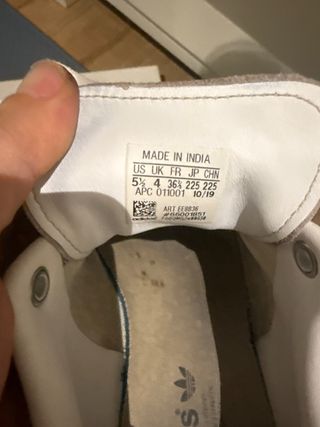 MADE IN INDIA
US UK FR JP CHN
5½ 4 36⅔ 225 225
APC 011001 10/19
ART EF8836